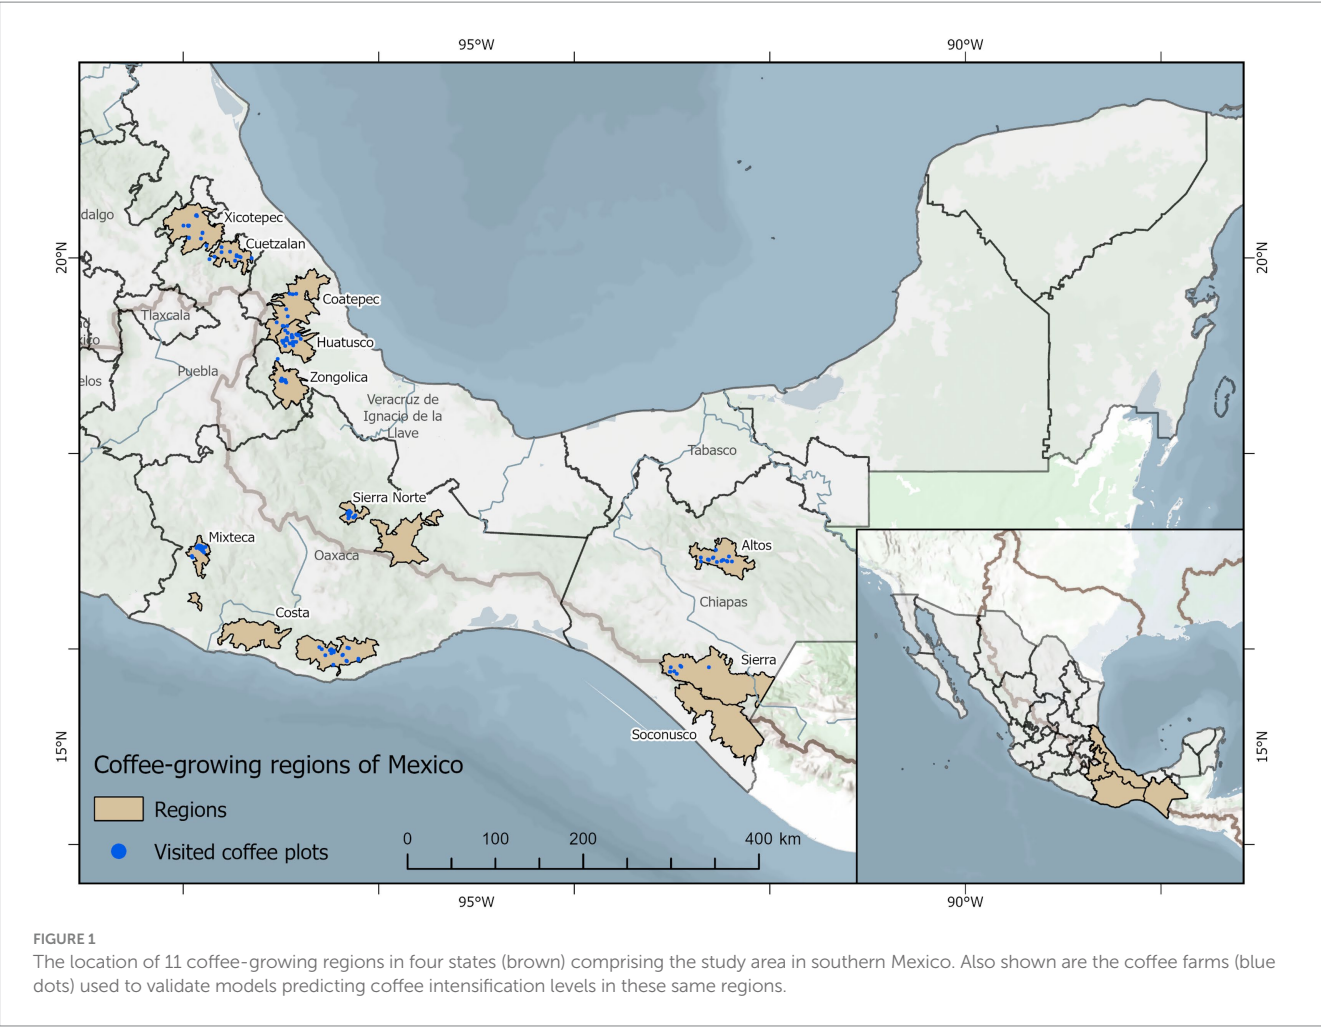 95°W
90°W
dalgo
Xicotepec
Cuetzalan
20°N
20°N
Coatepec
Tlaxcala
Huatusco
xico
Puebla
Zongolica
elos
Veracruz de
Ignacio de la
Llave
Tabasco
Sierra Norte
Mixteca
Oaxaca
Altos
Chiapas
Costa
Sierra
Soconusco
15°N
15°N
Coffee-growing regions of Mexico
Regions
Visited coffee plots
0 100 200 400 km
95°W
90°W
FIGURE 1
The location of 11 coffee-growing regions in four states (brown) comprising the study area in southern Mexico. Also shown are the coffee farms (blue
dots) used to validate models predicting coffee intensification levels in these same regions.